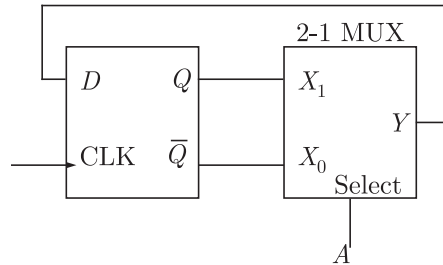 2-1 MUX
D Q X₁
Y
CLK Q̅ X₀
Select
A